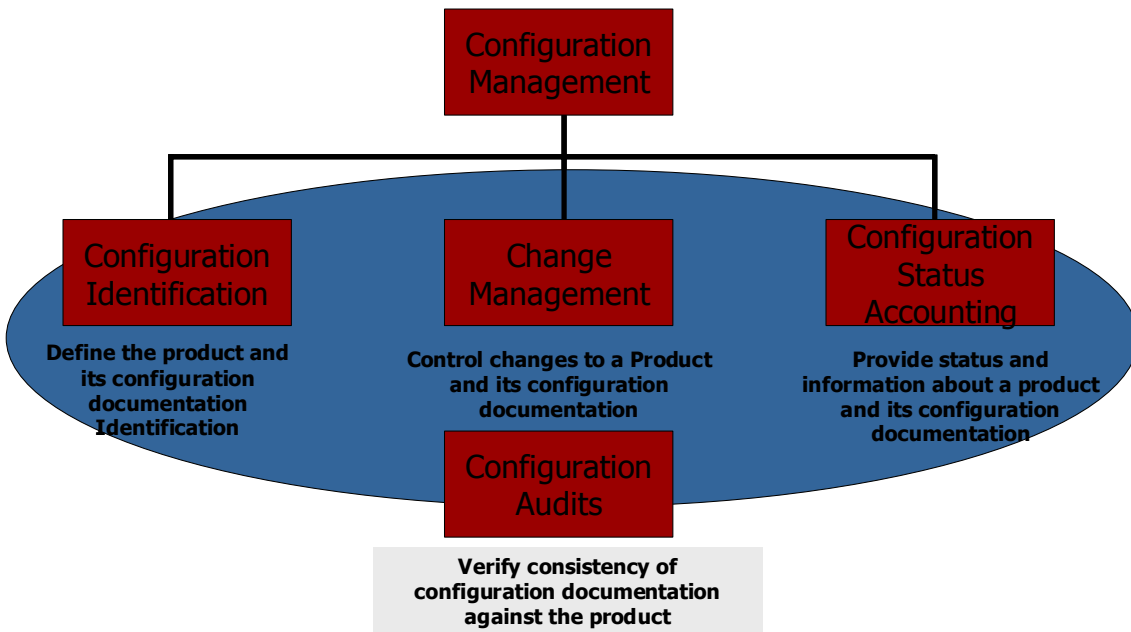 Configuration
Management
Configuration
Identification
Define the product and
its configuration
documentation
Identification
Change
Management
Control changes to a Product
and its configuration
documentation
Configuration
Status
Accounting
Provide status and
information about a product
and its configuration
documentation
Configuration
Audits
Verify consistency of
configuration documentation
against the product